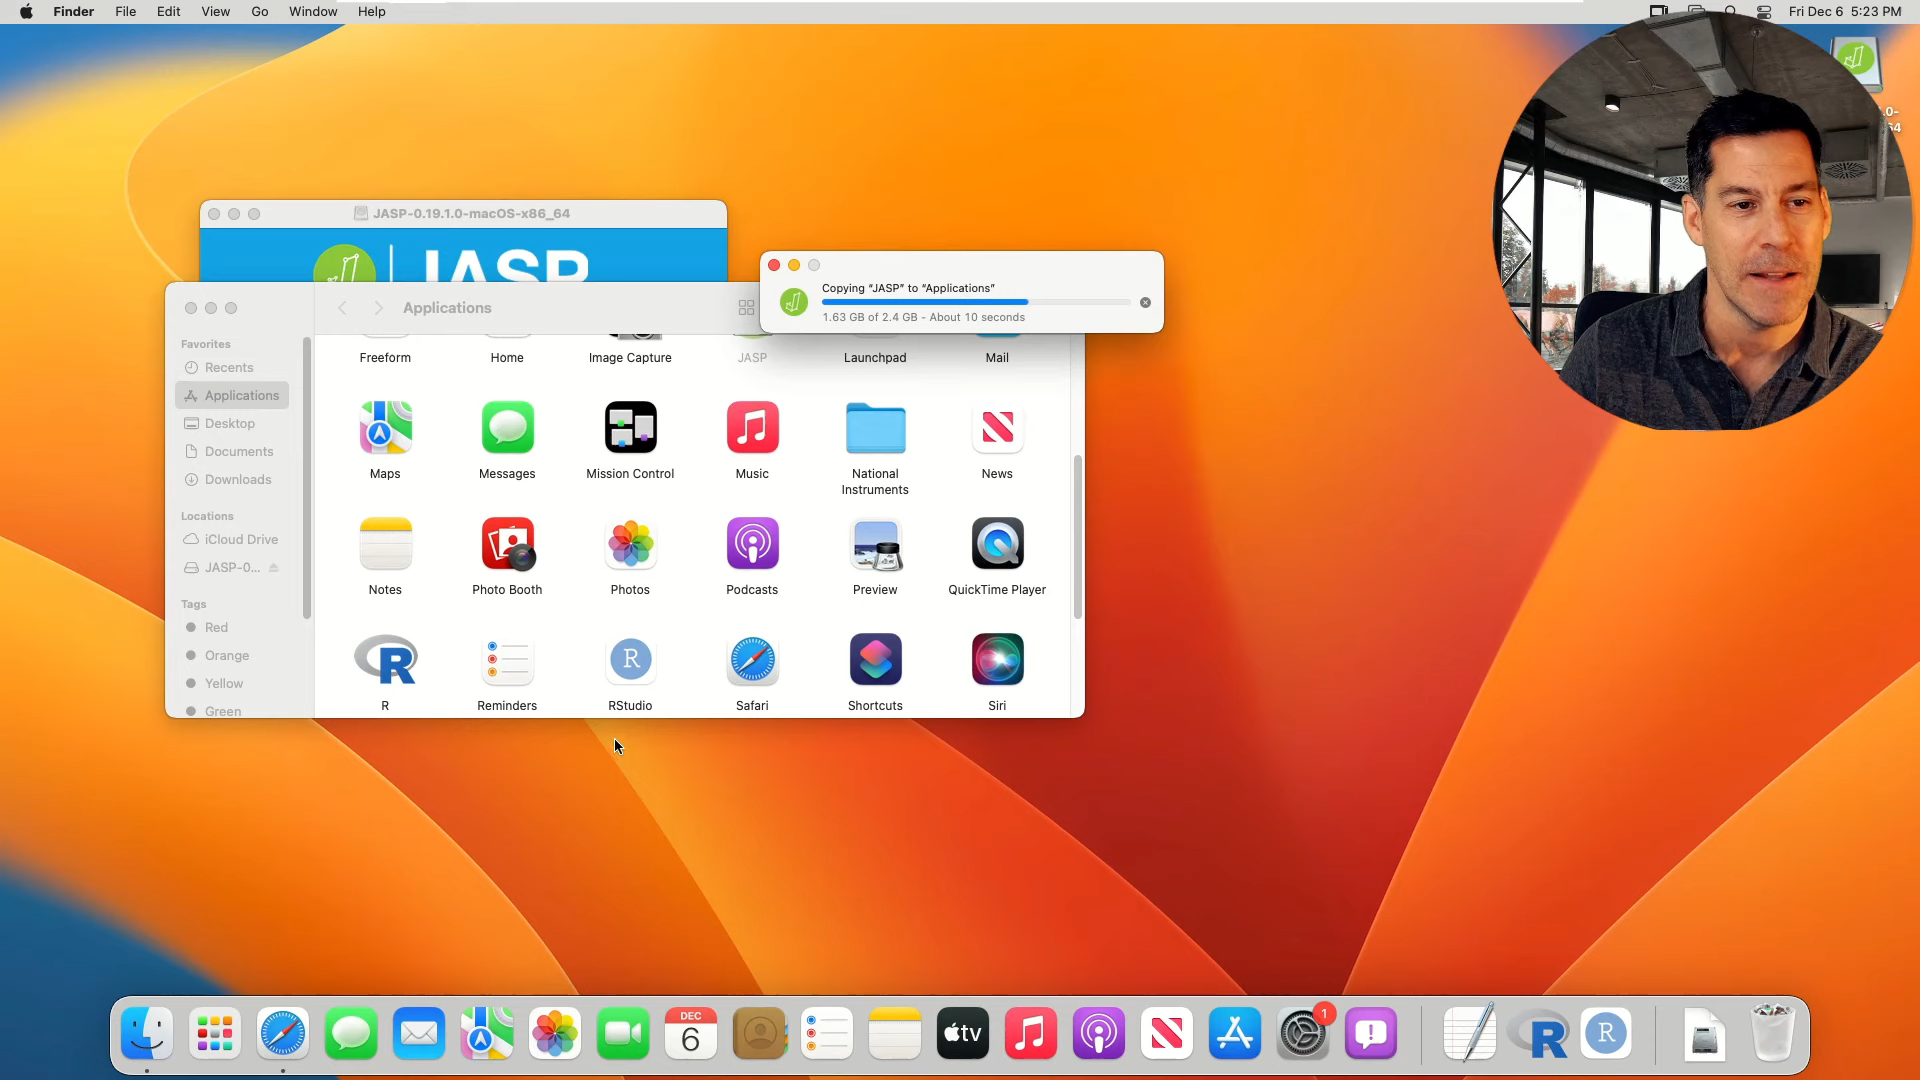 Finder File Edit View Go Window Help
Fri Dec 6 5:23 PM
JASP-0.19.1.0-macOS-x86_64
JASP
Copying “JASP” to “Applications”
1.63 GB of 2.4 GB - About 10 seconds
Applications
Favorites
Recents
Applications
Desktop
Documents
Downloads
Locations
iCloud Drive
JASP-0...
Tags
Red
Orange
Yellow
Green
Freeform Home Image Capture JASP Launchpad Mail
Maps Messages Mission Control Music National Instruments News
Notes Photo Booth Photos Podcasts Preview QuickTime Player
R Reminders RStudio Safari Shortcuts Siri
R
R
DEC
6
tv
1
R
R